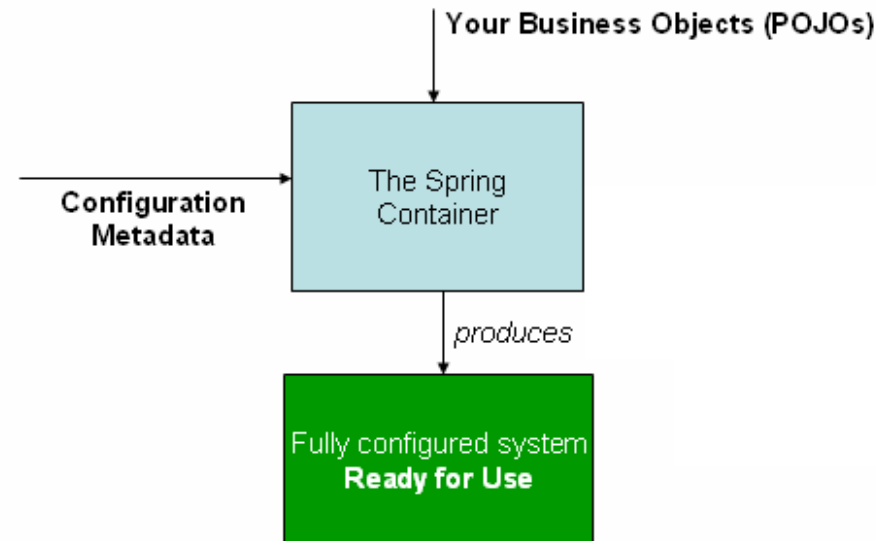 Your Business Objects (POJOs)
The Spring
Container
Configuration
Metadata
produces
Fully configured system
Ready for Use